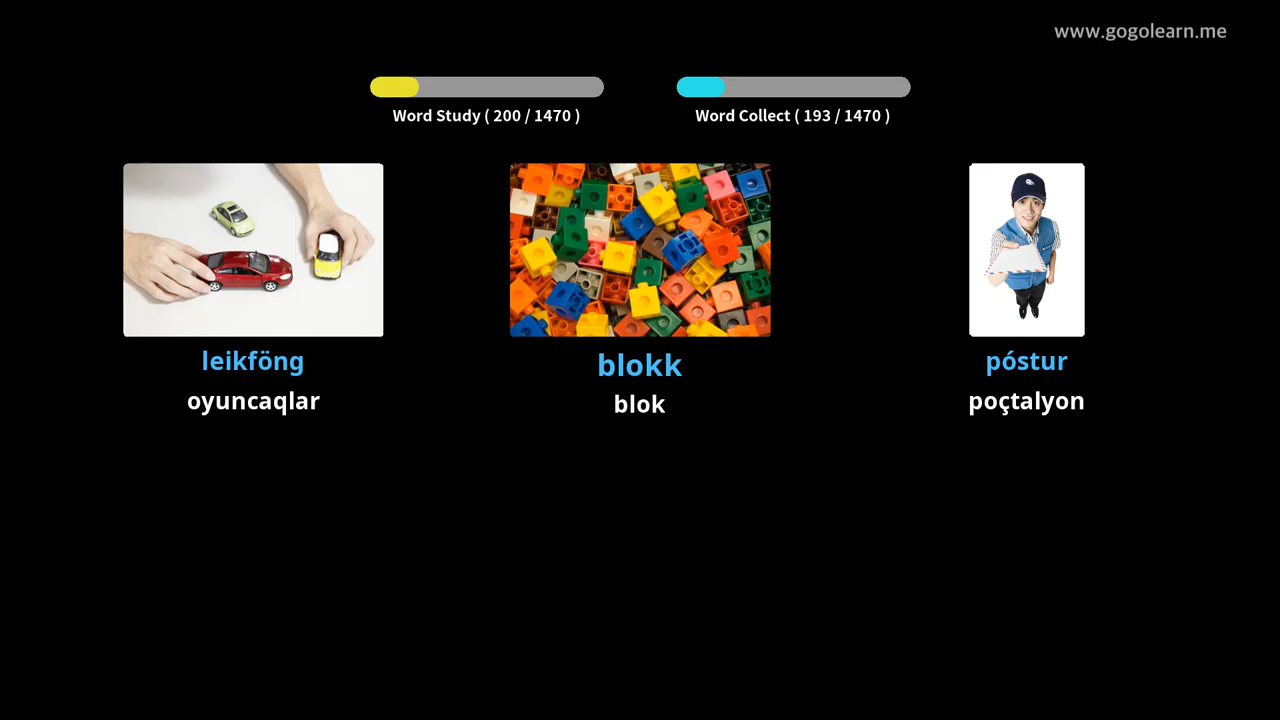 www.gogolearn.me
Word Study ( 200 / 1470 )
Word Collect ( 193 / 1470 )
leikföng
oyuncaqlar
blokk
blok
póstur
poçtalyon